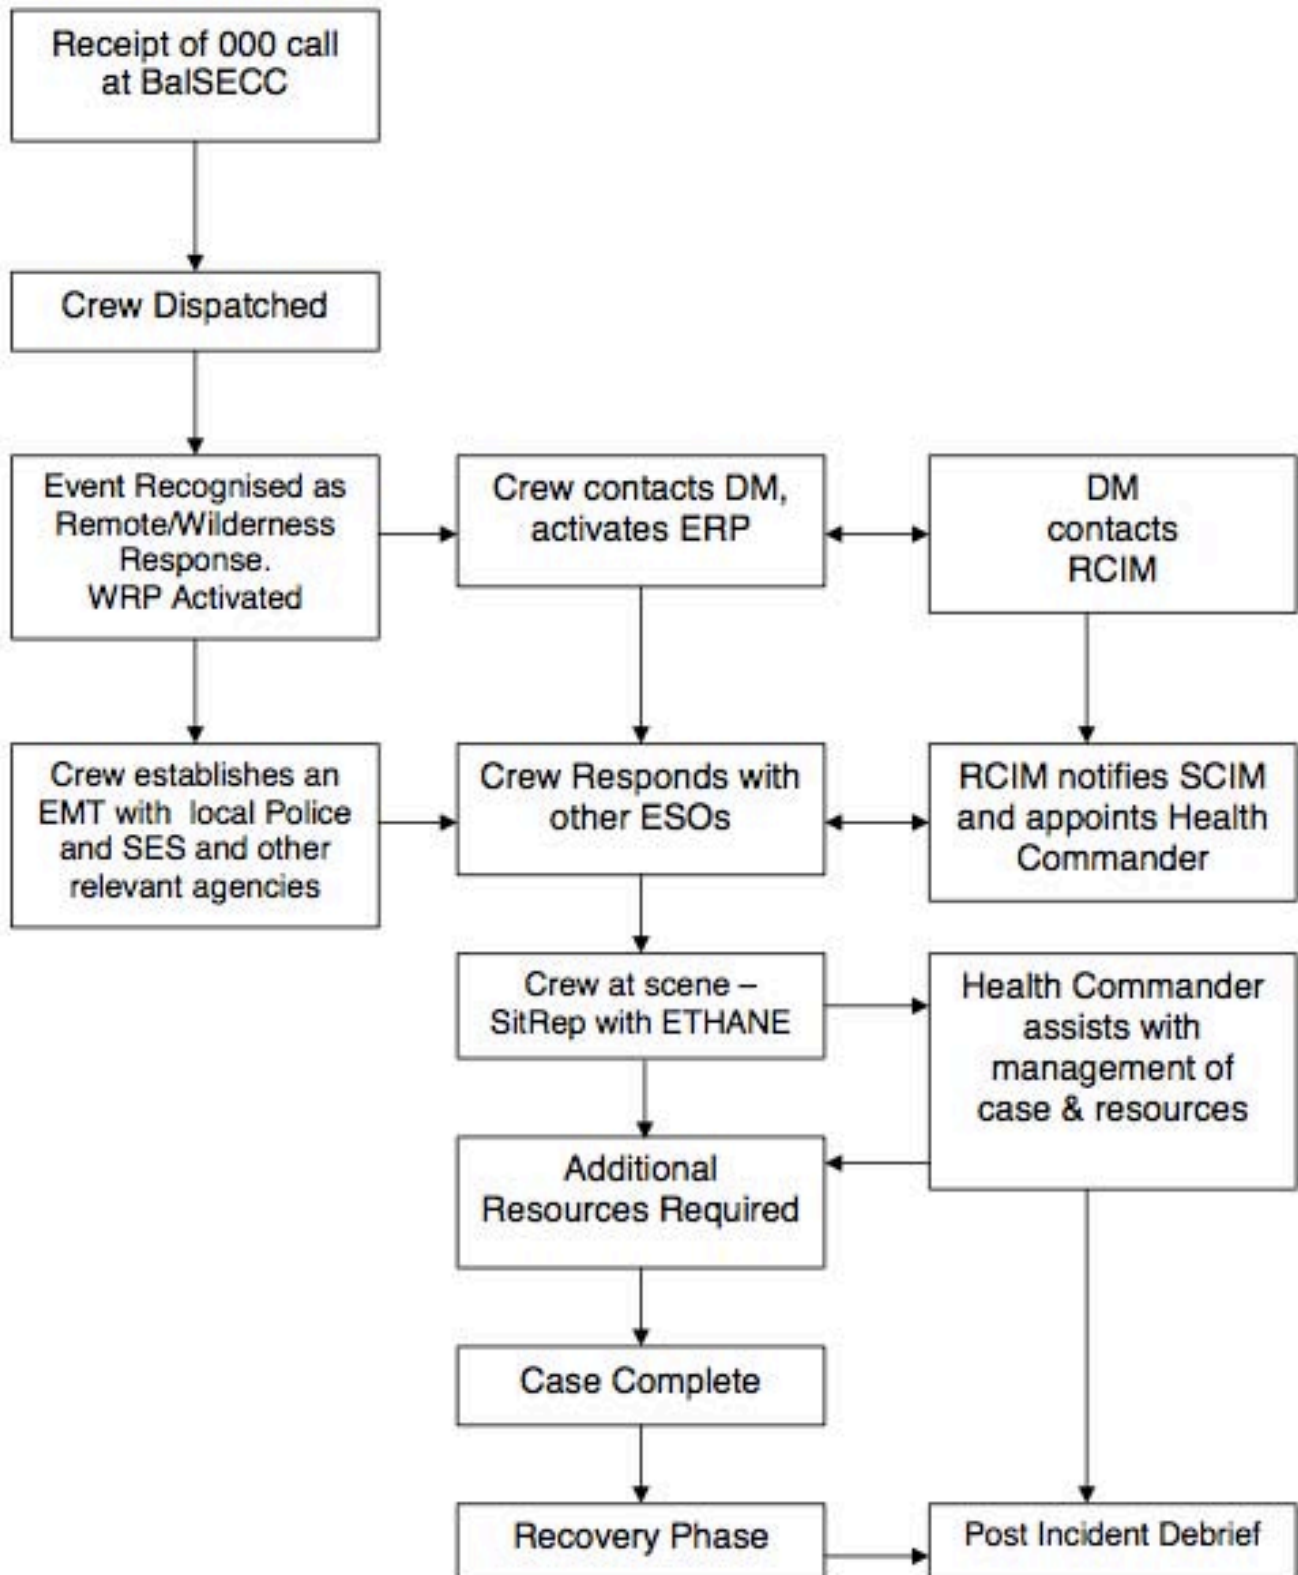 Receipt of 000 call
at BalSECC
Crew Dispatched
Event Recognised as
Remote/Wilderness
Response.
WRP Activated
Crew contacts DM,
activates ERP
DM
contacts
RCIM
Crew establishes an
EMT with local Police
and SES and other
relevant agencies
Crew Responds with
other ESOs
RCIM notifies SCIM
and appoints Health
Commander
Crew at scene –
SitRep with ETHANE
Health Commander
assists with
management of
case & resources
Additional
Resources Required
Case Complete
Recovery Phase
Post Incident Debrief